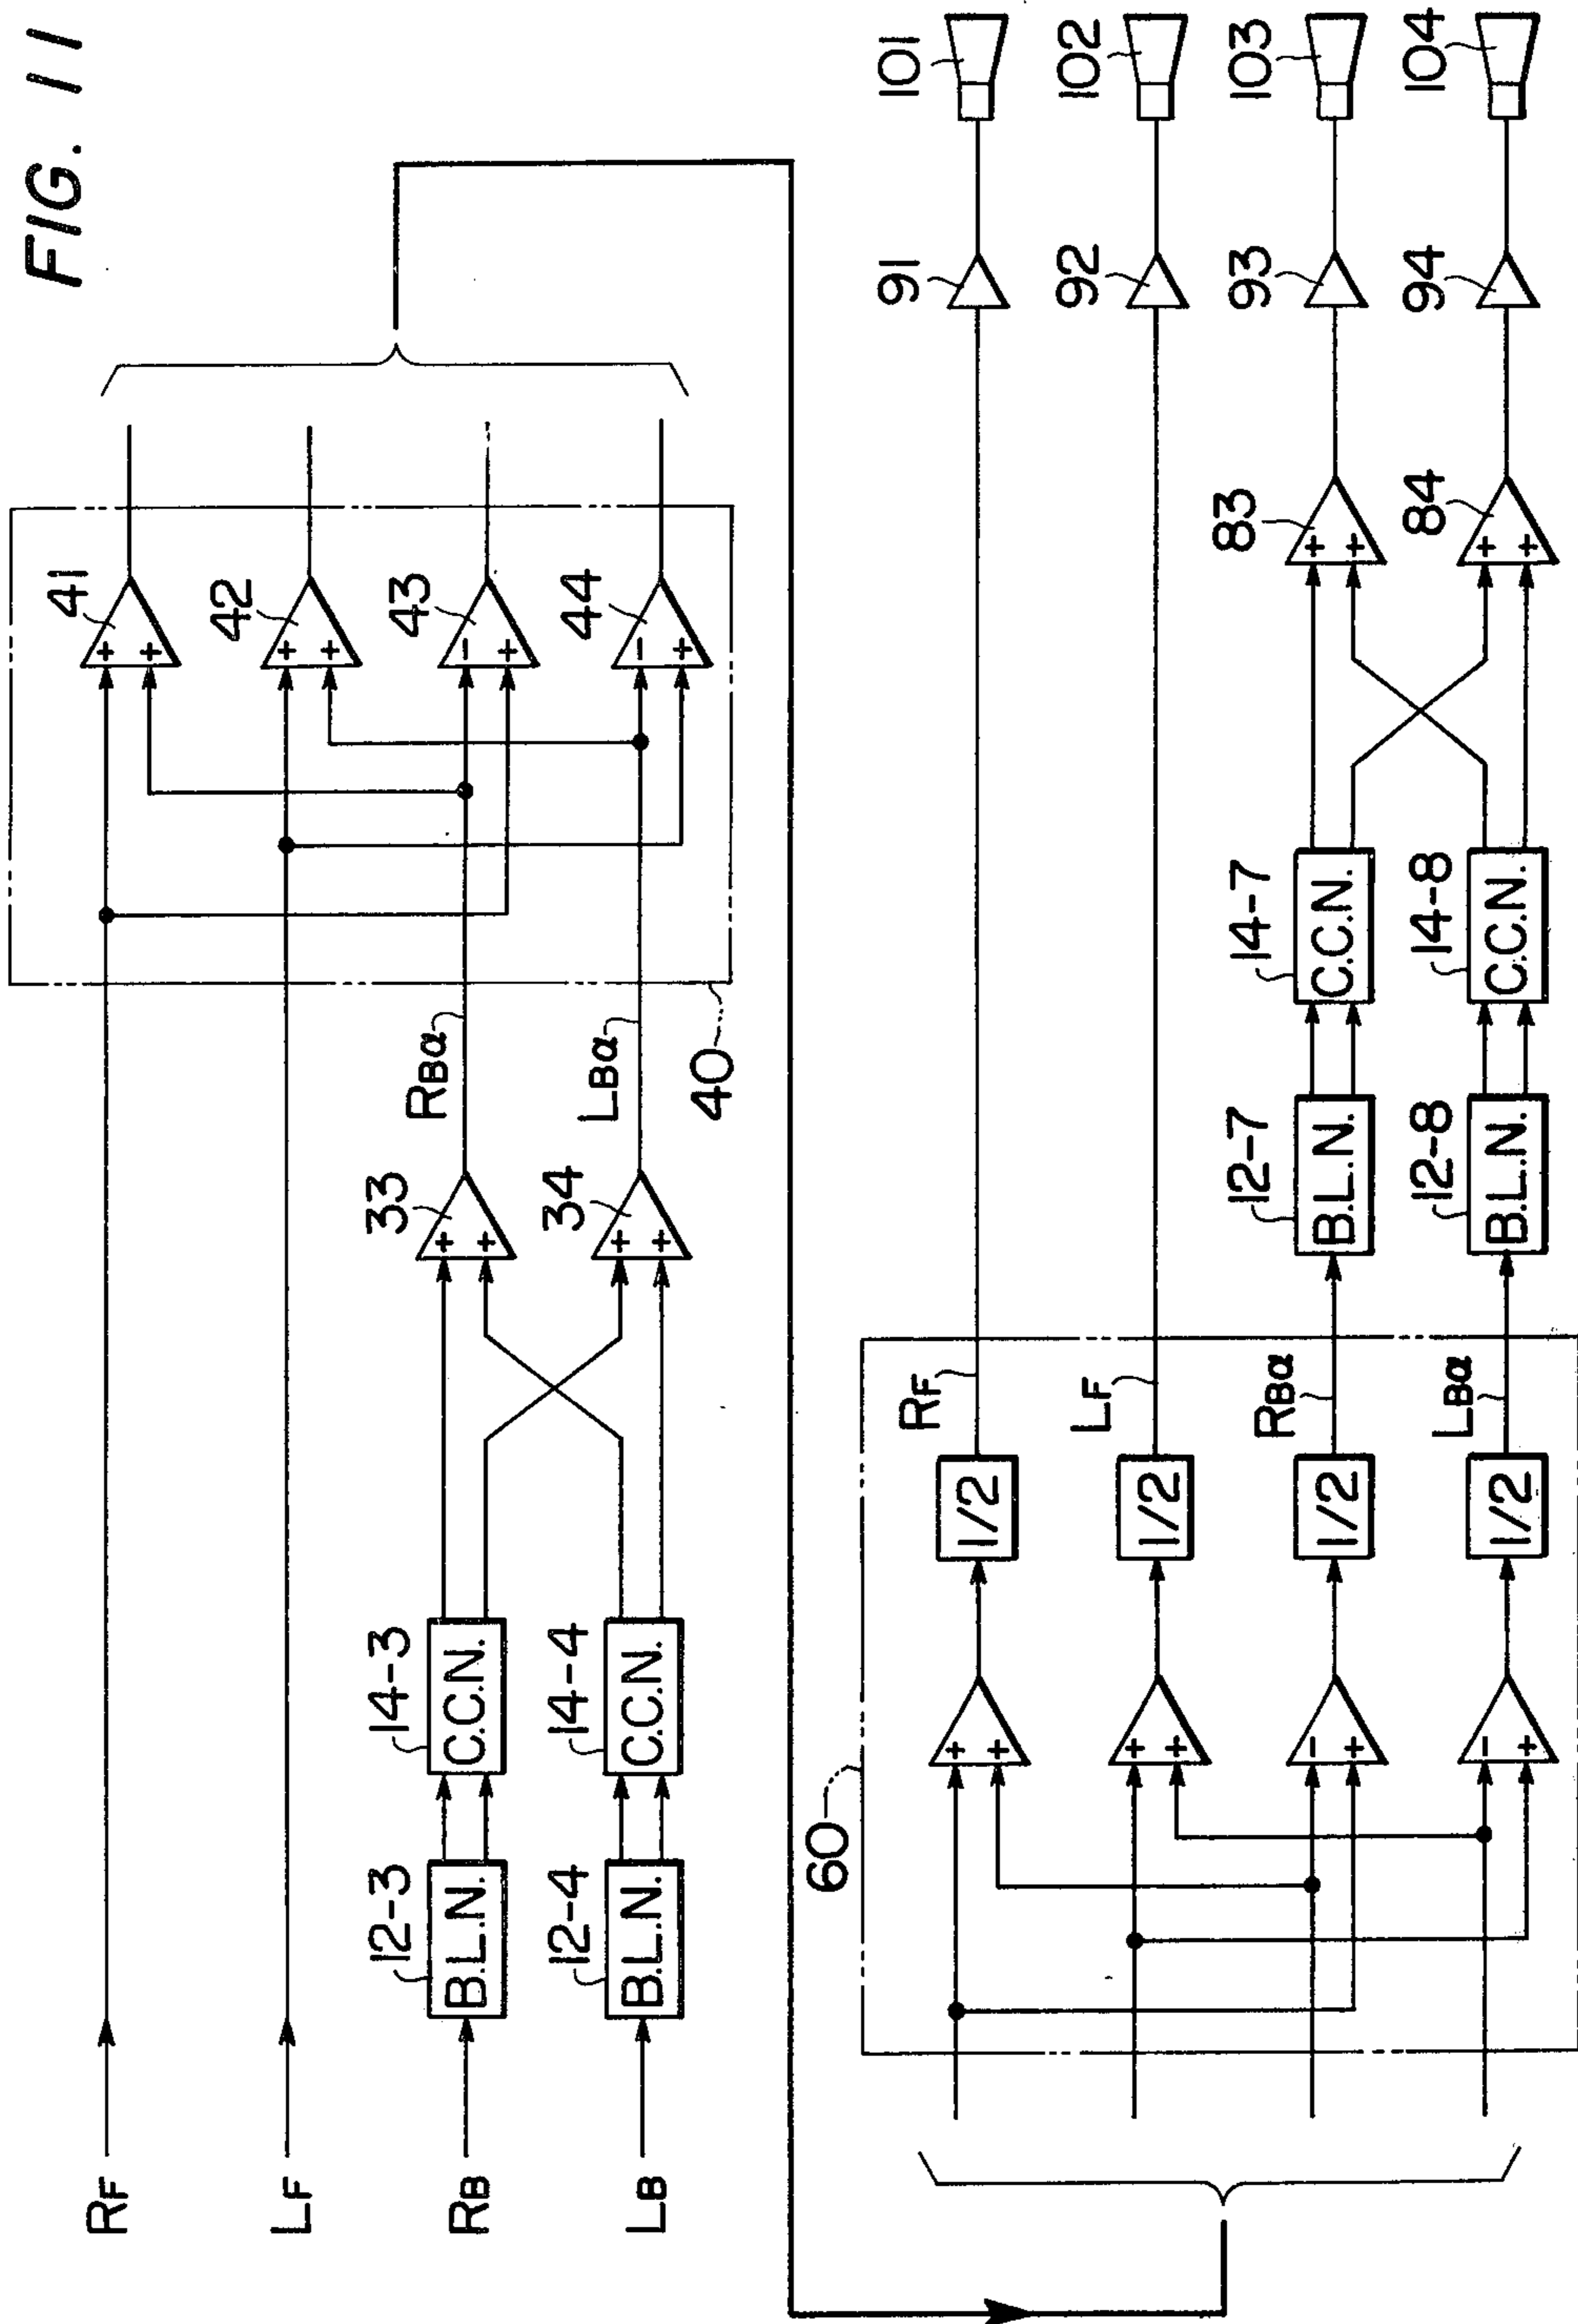 FIG. 11
RF
LF
RB
LB
12-3
B.L.N.
14-3
C.C.N.
12-4
B.L.N.
14-4
C.C.N.
33
+
+
34
+
+
RBα
LBα
40
41
+
+
42
+
+
43
−
+
44
−
+
60
+
+
1/2
RF
+
+
1/2
LF
−
+
1/2
RBα
−
+
1/2
LBα
12-7
B.L.N.
14-7
C.C.N.
12-8
B.L.N.
14-8
C.C.N.
83
+
+
84
+
+
91
92
93
94
101
102
103
104